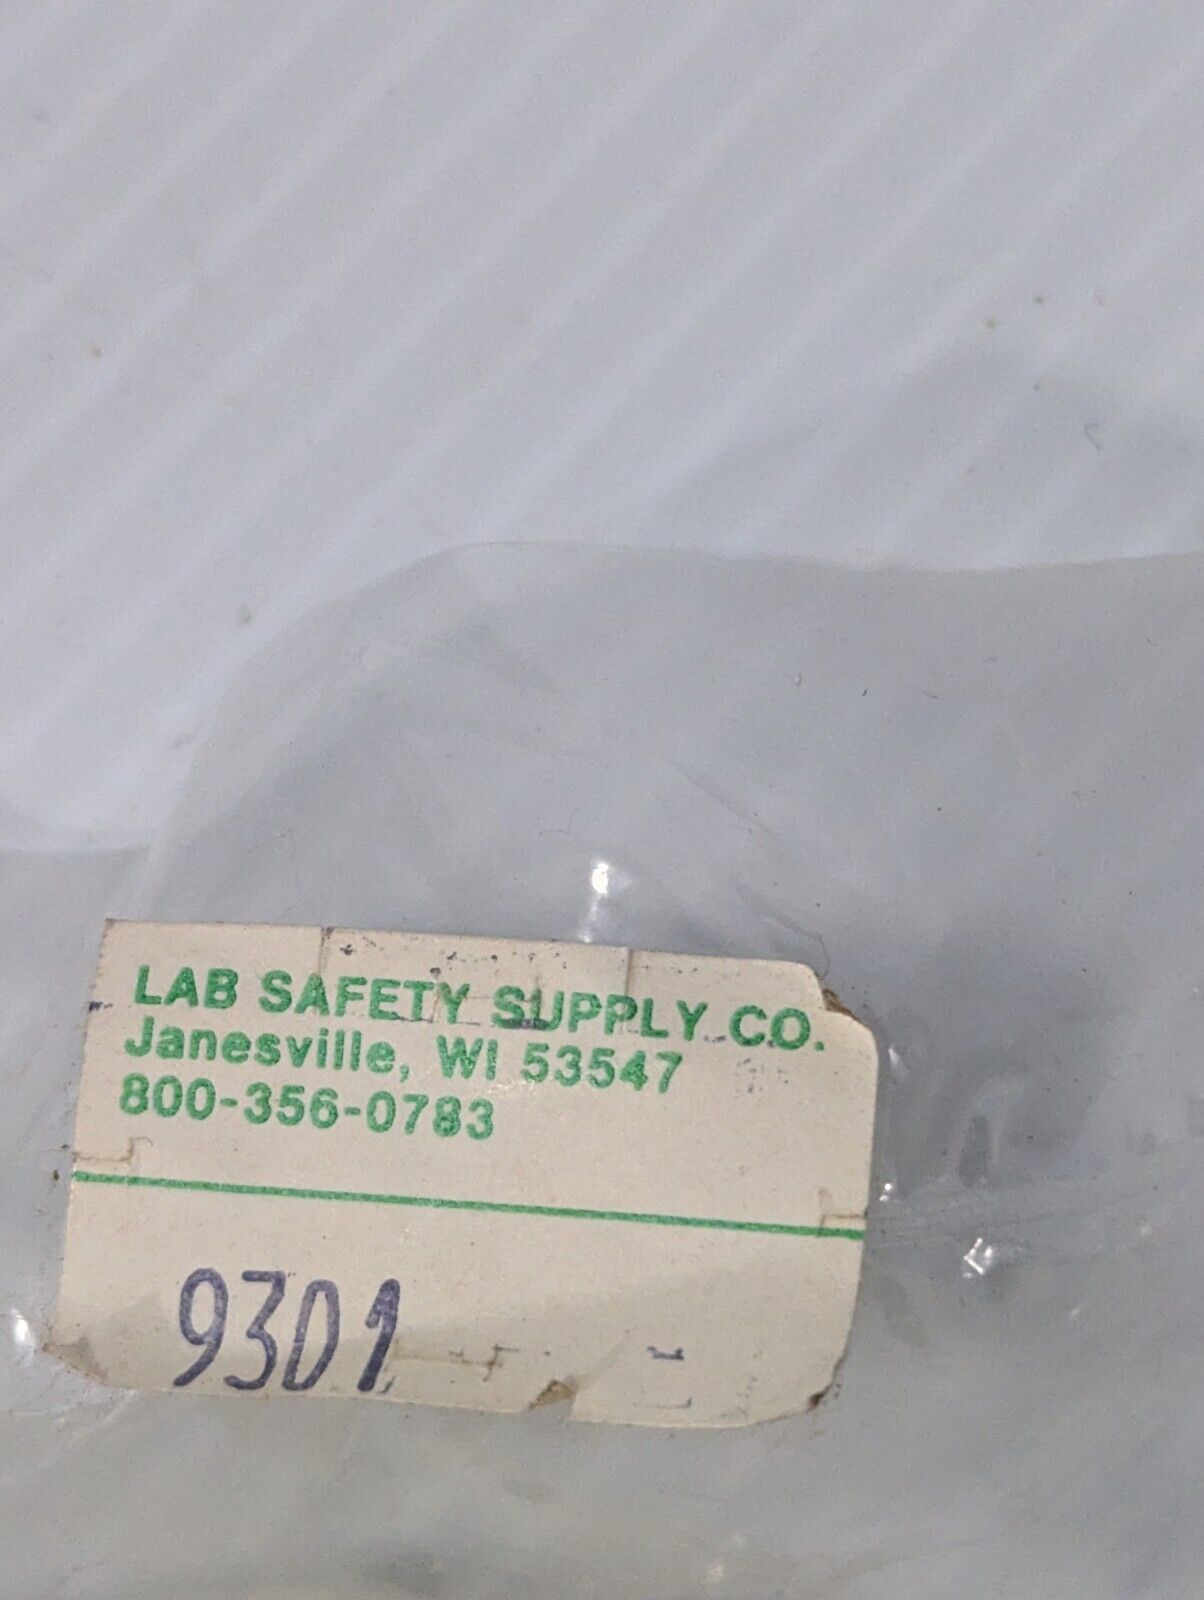 LAB SAFETY SUPPLY CO.
Janesville, WI 53547
800-356-0783
9301